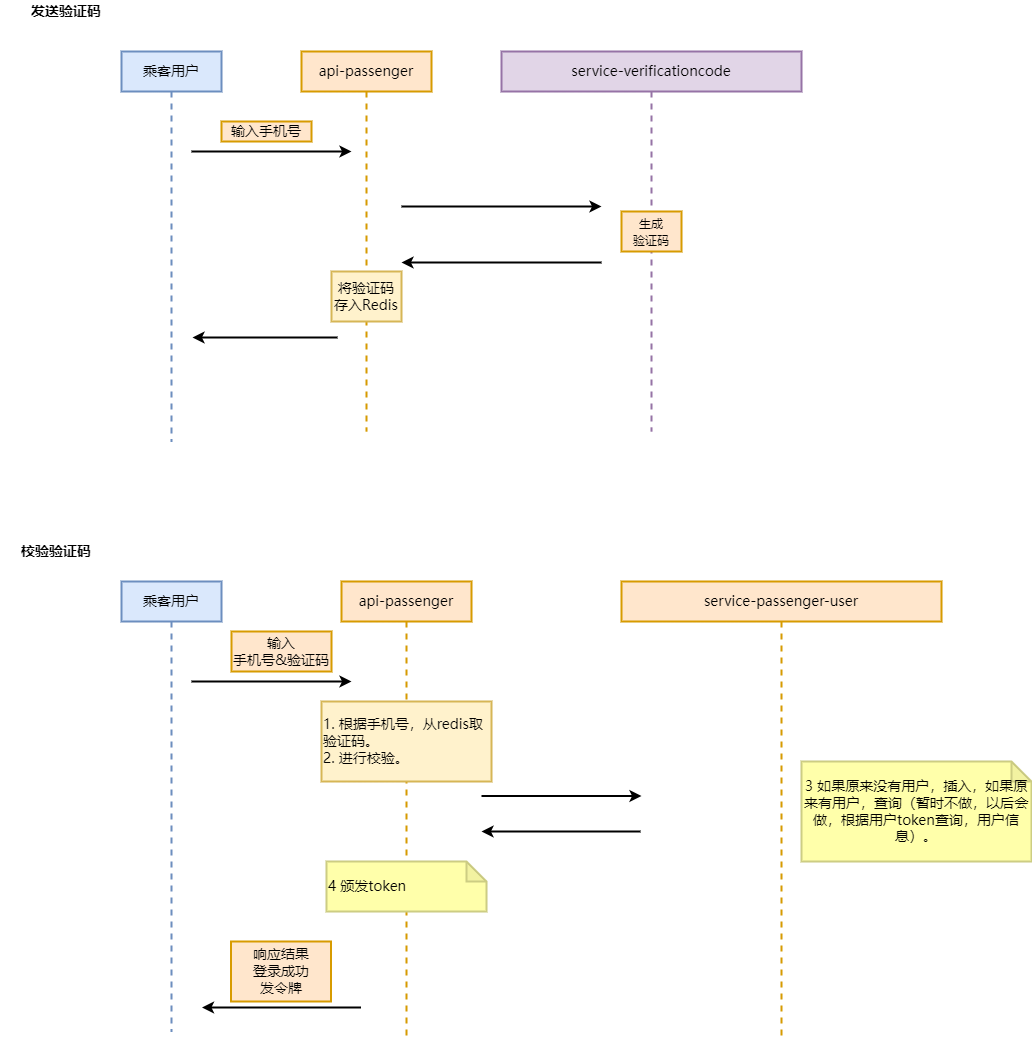 发送验证码
乘客用户
api-passenger
service-verificationcode
输入手机号
生成
验证码
将验证码
存入Redis
校验验证码
乘客用户
api-passenger
service-passenger-user
输入
手机号&验证码
1. 根据手机号，从redis取
验证码。
2. 进行校验。
3 如果原来没有用户，插入，如果原
来有用户，查询（暂时不做，以后会
做，根据用户token查询，用户信
息）。
4 颁发token
响应结果
登录成功
发令牌